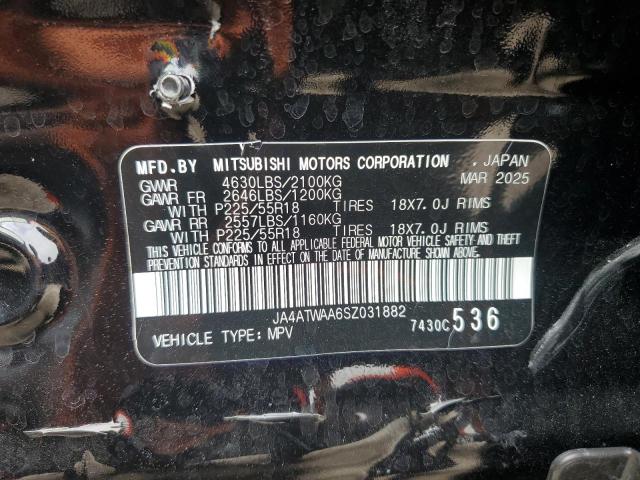 MFD.BY MITSUBISHI MOTORS CORPORATION , JAPAN
GVWR 4630LBS/2100KG MAR 2025
GAWR FR 2646LBS/1200KG
WITH P225/55R18 TIRES 18X7.0J RIMS
GAWR RR 2557LBS/1160KG
WITH P225/55R18 TIRES 18X7.0J RIMS
THIS VEHICLE CONFORMS TO ALL APPLICABLE FEDERAL MOTOR VEHICLE SAFETY AND THEFT
PREVENTION STANDARDS IN EFFECT ON THE DATE OF MANUFACTURE SHOWN ABOVE.
JA4ATWAA6SZ031882
VEHICLE TYPE: MPV 7430C536